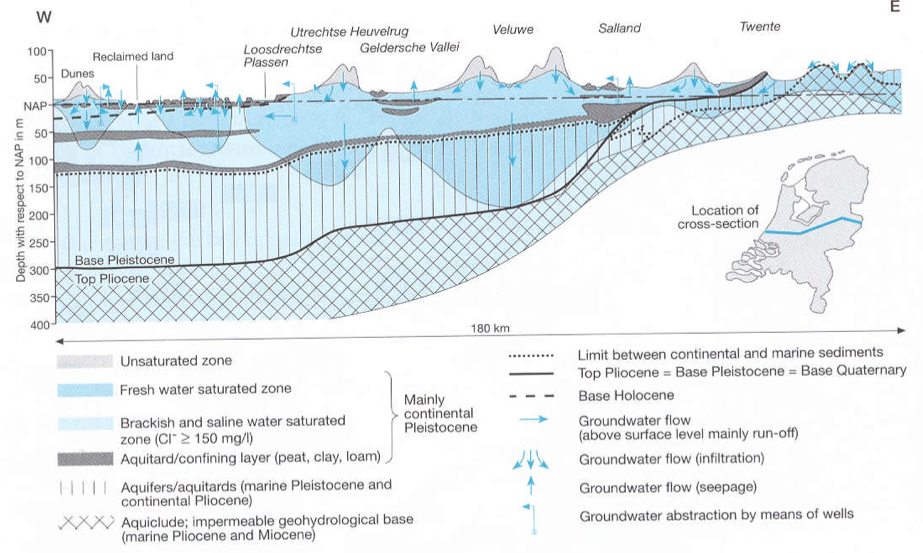 W
E
Utrechtse Heuvelrug
Veluwe
Salland
Twente
Reclaimed land
Loosdrechtse
Plassen
Geldersche Vallei
Dunes
100
50
NAP
50
100
150
200
250
300
350
400
Depth with respect to NAP in m
Base Pleistocene
Top Pliocene
Location of
cross-section
180 km
Unsaturated zone
Fresh water saturated zone
Brackish and saline water saturated
zone (Cl⁻ ≥ 150 mg/l)
Aquitard/confining layer (peat, clay, loam)
Mainly
continental
Pleistocene
Aquifers/aquitards (marine Pleistocene and
continental Pliocene)
Aquiclude; impermeable geohydrological base
(marine Pliocene and Miocene)
Limit between continental and marine sediments
Top Pliocene = Base Pleistocene = Base Quaternary
Base Holocene
Groundwater flow
(above surface level mainly run-off)
Groundwater flow (infiltration)
Groundwater flow (seepage)
Groundwater abstraction by means of wells